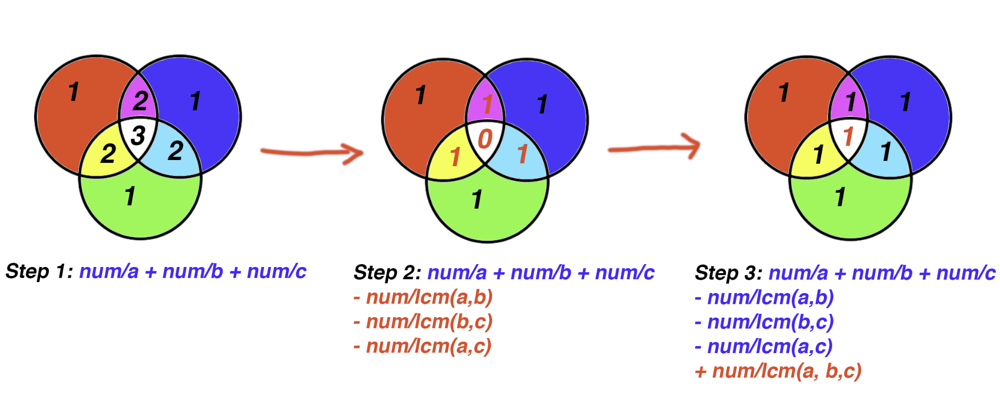 1
2
1
3
2
2
1
1
1
1
0
1
1
1
1
1
1
1
1
1
1
Step 1: num/a + num/b + num/c
Step 2: num/a + num/b + num/c
- num/lcm(a,b)
- num/lcm(b,c)
- num/lcm(a,c)
Step 3: num/a + num/b + num/c
- num/lcm(a,b)
- num/lcm(b,c)
- num/lcm(a,c)
+ num/lcm(a, b,c)